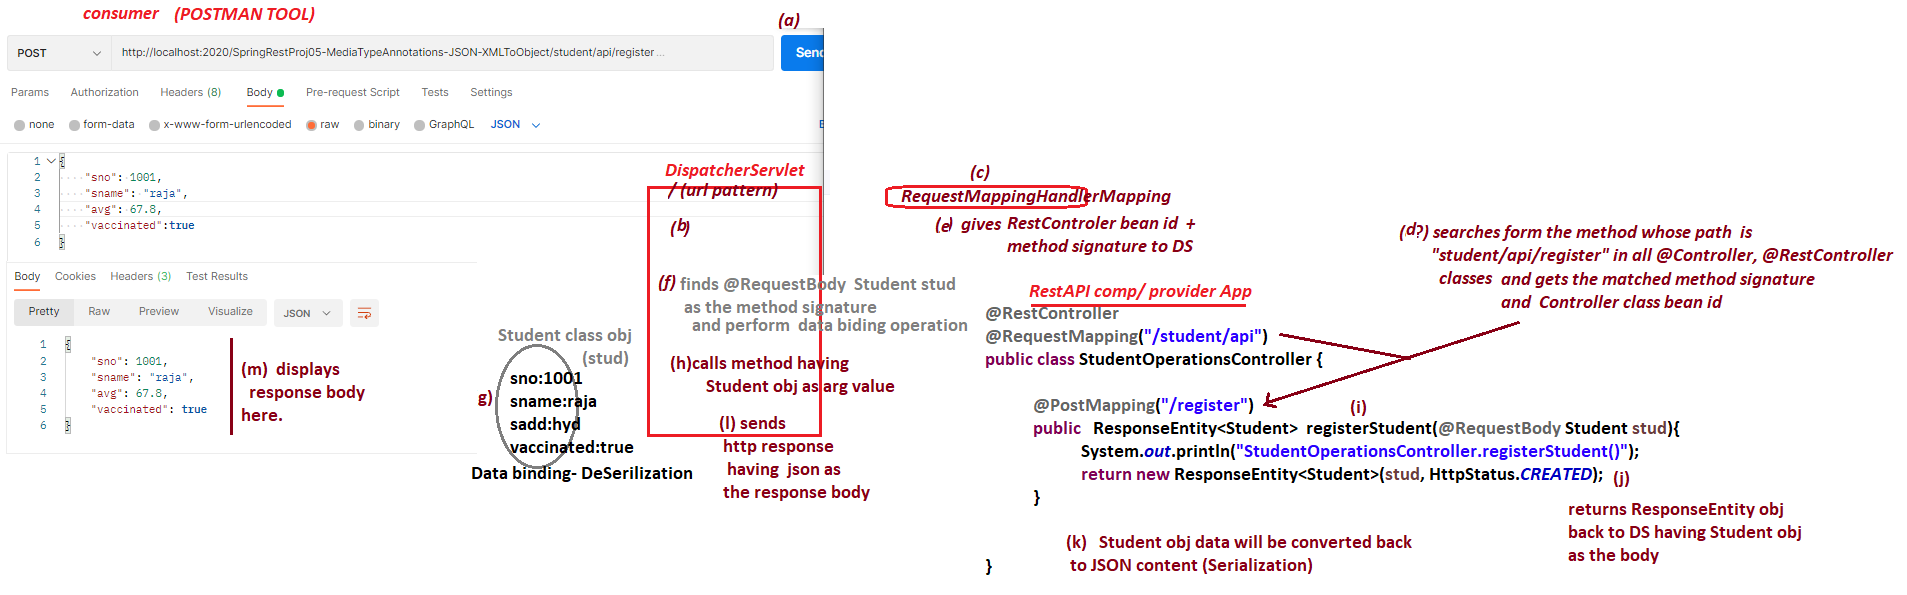 consumer (POSTMAN TOOL)
(a)
POST
http://localhost:2020/SpringRestProj05-MediaTypeAnnotations-JSON-XMLToObject/student/api/register ...
Send
Params Authorization Headers (8) Body Pre-request Script Tests Settings
none form-data x-www-form-urlencoded raw binary GraphQL JSON
1 {
2 "sno": 1001,
3 "sname": "raja",
4 "avg": 67.8,
5 "vaccinated":true
6 }
Body Cookies Headers (3) Test Results
Pretty Raw Preview Visualize JSON
1 {
2 "sno": 1001,
3 "sname": "raja",
4 "avg": 67.8,
5 "vaccinated": true
6 }
(m) displays
response body
here.
Student class obj
(stud)
g)
sno:1001
sname:raja
sadd:hyd
vaccinated:true
Data binding- DeSerilization
DispatcherServlet
/ (url pattern)
(b)
(f) finds @RequestBody Student stud
as the method signature
and perform data biding operation
(h)calls method having
Student obj as arg value
(l) sends
http response
having json as
the response body
(c)
RequestMappingHandlerMapping
(e) gives RestControler bean id +
method signature to DS
(d?) searches form the method whose path is
"student/api/register" in all @Controller, @RestController
classes and gets the matched method signature
and Controller class bean id
RestAPI comp/ provider App
@RestController
@RequestMapping("/student/api")
public class StudentOperationsController {
@PostMapping("/register")
(i)
public ResponseEntity<Student> registerStudent(@RequestBody Student stud){
System.out.println("StudentOperationsController.registerStudent()");
return new ResponseEntity<Student>(stud, HttpStatus.CREATED); (j)
}
returns ResponseEntity obj
back to DS having Student obj
as the body
(k) Student obj data will be converted back
to JSON content (Serialization)
}